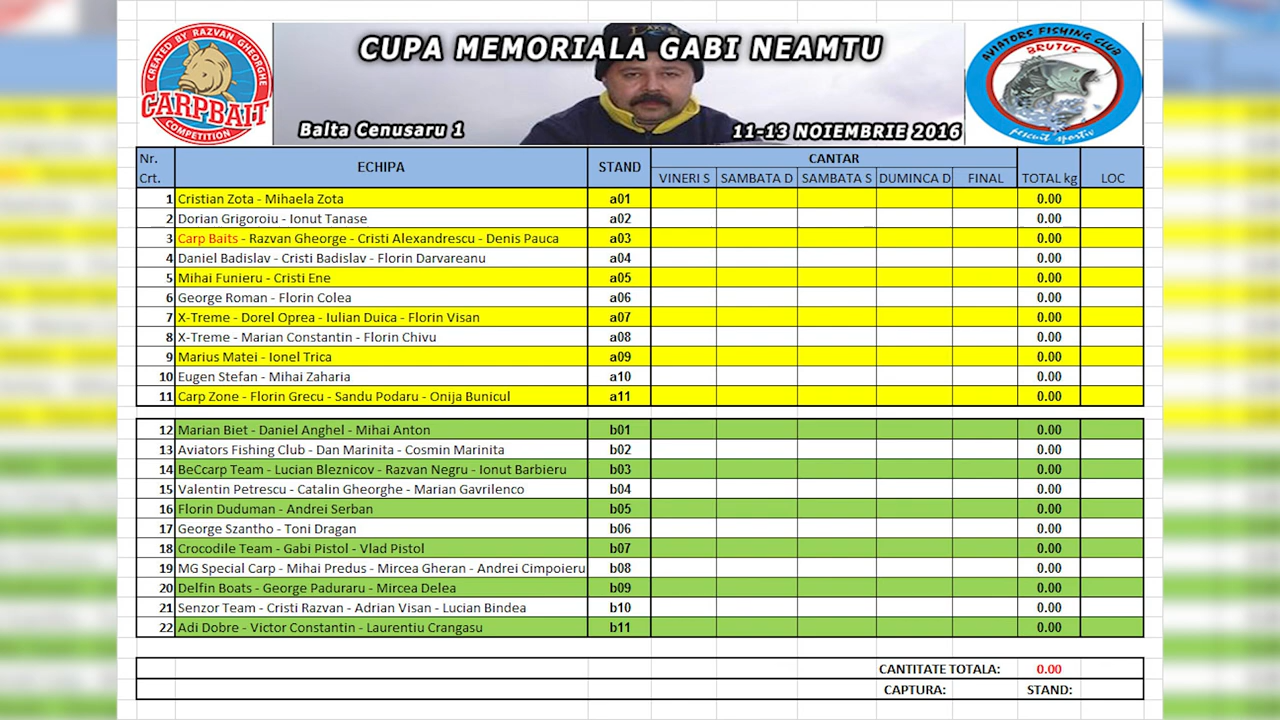 CREATED BY RAZVAN GHEORGHE
CARPBAIT
COMPETITION
CUPA MEMORIALA GABI NEAMTU
Balta Cenusaru 1
11-13 NOIEMBRIE 2016
AVIATORS FISHING CLUB
BRUTUS
pescuit sportiv
Nr. Crt. ECHIPA STAND CANTAR TOTAL kg LOC
VINERI S SAMBATA D SAMBATA S DUMINCA D FINAL
1 Cristian Zota - Mihaela Zota a01 0.00
2 Dorian Grigoroiu - Ionut Tanase a02 0.00
3 Carp Baits - Razvan Gheorge - Cristi Alexandrescu - Denis Pauca a03 0.00
4 Daniel Badislav - Cristi Badislav - Florin Darvareanu a04 0.00
5 Mihai Funieru - Cristi Ene a05 0.00
6 George Roman - Florin Colea a06 0.00
7 X-Treme - Dorel Oprea - Iulian Duica - Florin Visan a07 0.00
8 X-Treme - Marian Constantin - Florin Chivu a08 0.00
9 Marius Matei - Ionel Trica a09 0.00
10 Eugen Stefan - Mihai Zaharia a10 0.00
11 Carp Zone - Florin Grecu - Sandu Podaru - Onija Bunicul a11 0.00
12 Marian Biet - Daniel Anghel - Mihai Anton b01 0.00
13 Aviators Fishing Club - Dan Marinita - Cosmin Marinita b02 0.00
14 BeCcarp Team - Lucian Bleznicov - Razvan Negru - Ionut Barbieru b03 0.00
15 Valentin Petrescu - Catalin Gheorghe - Marian Gavrilenco b04 0.00
16 Florin Duduman - Andrei Serban b05 0.00
17 George Szantho - Toni Dragan b06 0.00
18 Crocodile Team - Gabi Pistol - Vlad Pistol b07 0.00
19 MG Special Carp - Mihai Predus - Mircea Gheran - Andrei Cimpoieru b08 0.00
20 Delfin Boats - George Paduraru - Mircea Delea b09 0.00
21 Senzor Team - Cristi Razvan - Adrian Visan - Lucian Bindea b10 0.00
22 Adi Dobre - Victor Constantin - Laurentiu Crangasu b11 0.00
CANTITATE TOTALA: 0.00
CAPTURA: STAND: